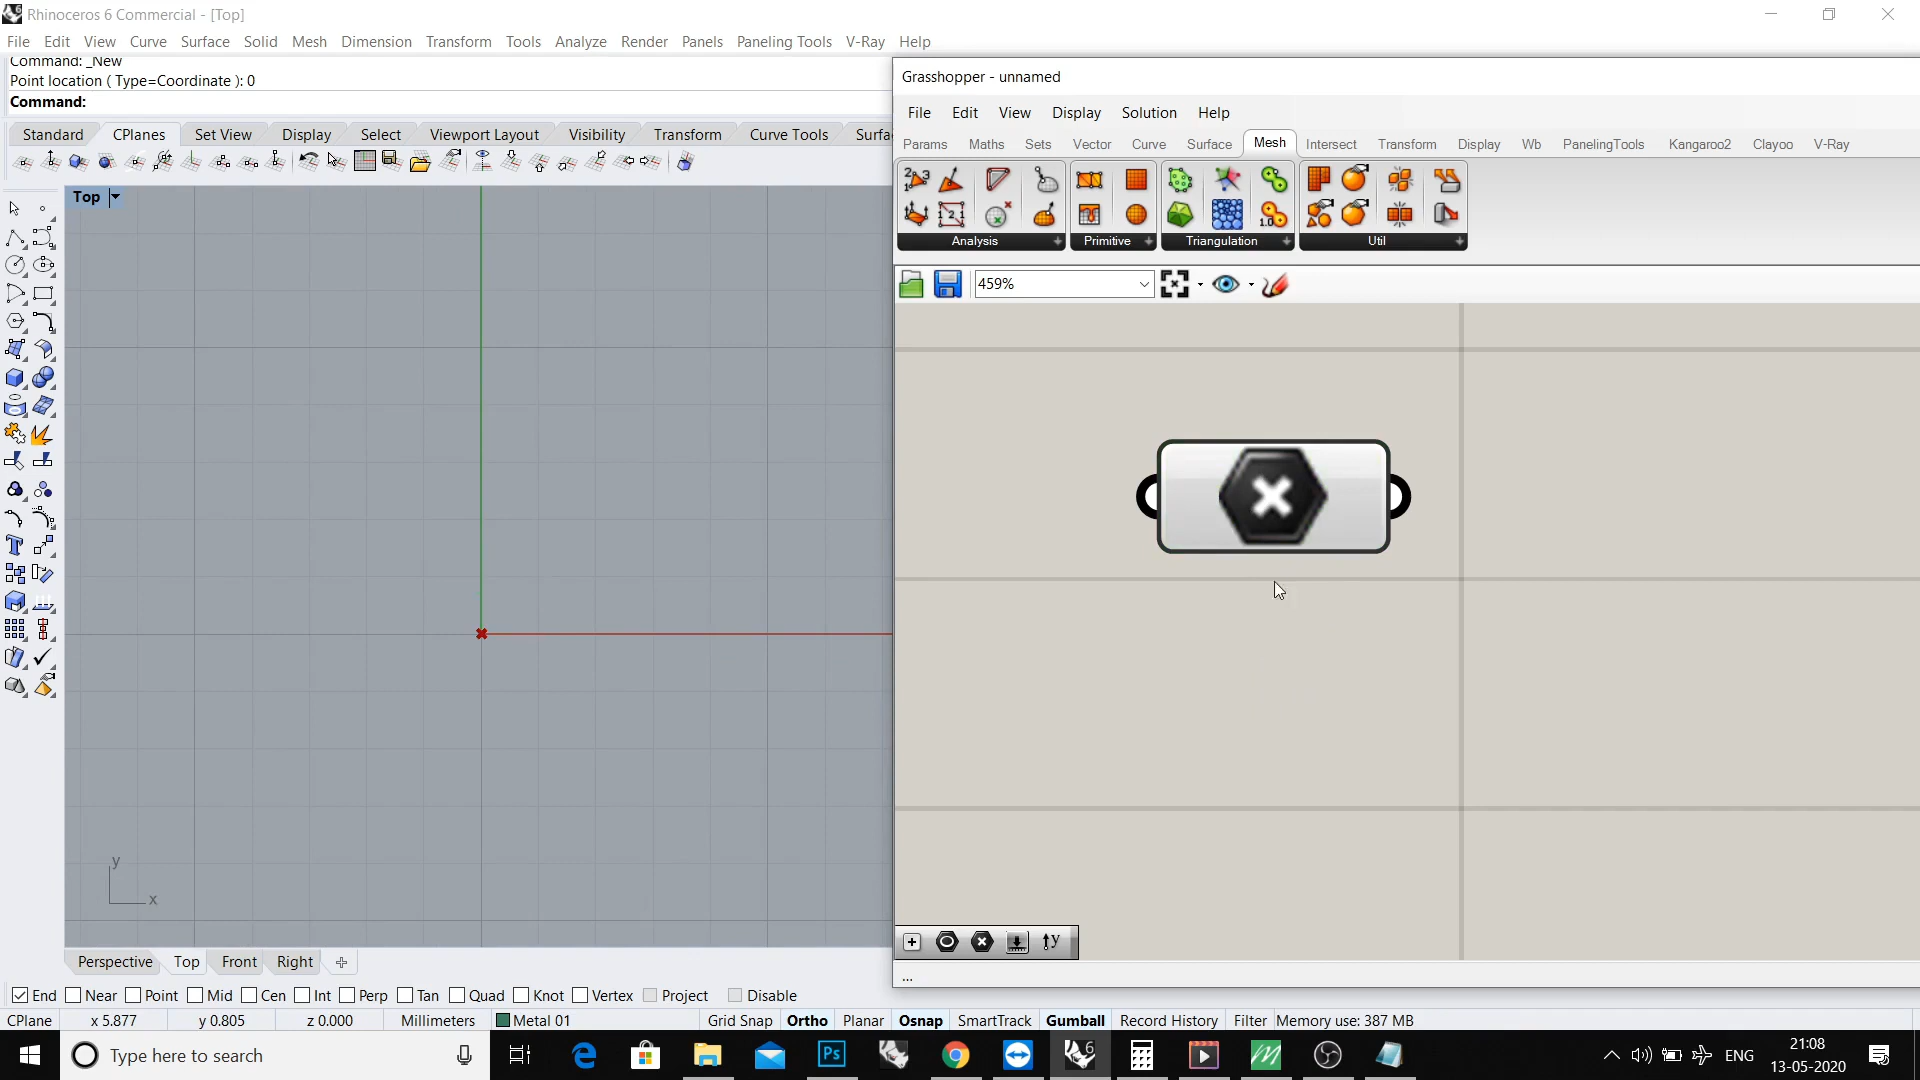 Rhinoceros 6 Commercial - [Top]
File Edit View Curve Surface Solid Mesh Dimension Transform Tools Analyze Render Panels Paneling Tools V-Ray Help
Command: _New
Point location ( Type=Coordinate ): 0
Command:
Standard CPlanes Set View Display Select Viewport Layout Visibility Transform Curve Tools Surfa
Top
y
x
Perspective Top Front Right
End Near Point Mid Cen Int Perp Tan Quad Knot Vertex Project Disable
CPlane x 5.877 y 0.805 z 0.000 Millimeters Metal 01 Grid Snap Ortho Planar Osnap SmartTrack Gumball Record History Filter Memory use: 387 MB
Grasshopper - unnamed
File Edit View Display Solution Help
Params Maths Sets Vector Curve Surface Mesh Intersect Transform Display Wb PanelingTools Kangaroo2 Clayoo V-Ray
Analysis Primitive Triangulation Util
459%
...
Type here to search
Ps
6
ENG
21:08
13-05-2020